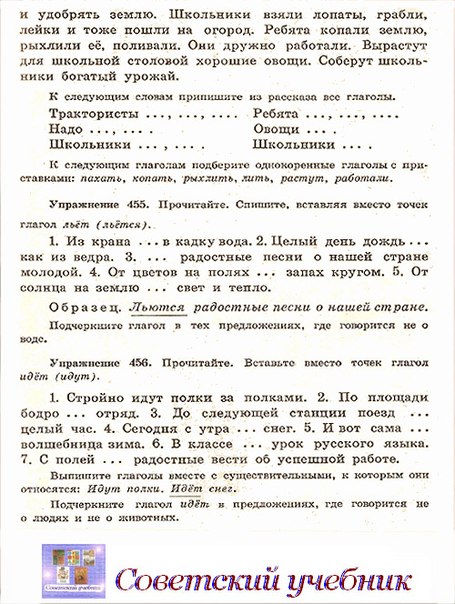 и удобрять землю. Школьники взяли лопаты, грабли,
лейки и тоже пошли на огород. Ребята копали землю,
рыхлили её, поливали. Они дружно работали. Вырастут
для школьной столовой хорошие овощи. Соберут школь-
ники богатый урожай.
К следующим словам припишите из рассказа все глаголы.
Трактористы ..., ..., .... Ребята ..., ..., ....
Надо ..., .... Овощи ....
Школьники ..., .... Школьники ....
К следующим глаголам подберите однокоренные глаголы с при-
ставками: пахать, копать, рыхлить, лить, растут, работали.
Упражнение 455. Прочитайте. Спишите, вставляя вместо точек
глагол льёт (льётся).
1. Из крана ... в кадку вода. 2. Целый день дождь ...
как из ведра. 3. ... радостные песни о нашей стране
молодой. 4. От цветов на полях ... запах кругом. 5. От
солнца на землю ... свет и тепло.
Образец. Льются радостные песни о нашей стране.
Подчеркните глагол в тех предложениях, где говорится не о
воде.
Упражнение 456. Прочитайте. Вставьте вместо точек глагол
идёт (идут).
1. Стройно идут полки за полками. 2. По площади
бодро ... отряд. 3. До следующей станции поезд ...
целый час. 4. Сегодня с утра ... снег. 5. И вот сама ...
волшебница зима. 6. В классе ... урок русского языка.
7. С полей ... радостные вести об успешной работе.
Выпишите глаголы вместе с существительными, к которым они
относятся: Идут полки. Идёт снег.
Подчеркните глагол идёт в предложениях, где говорится не
о людях и не о животных.
Советский учебник